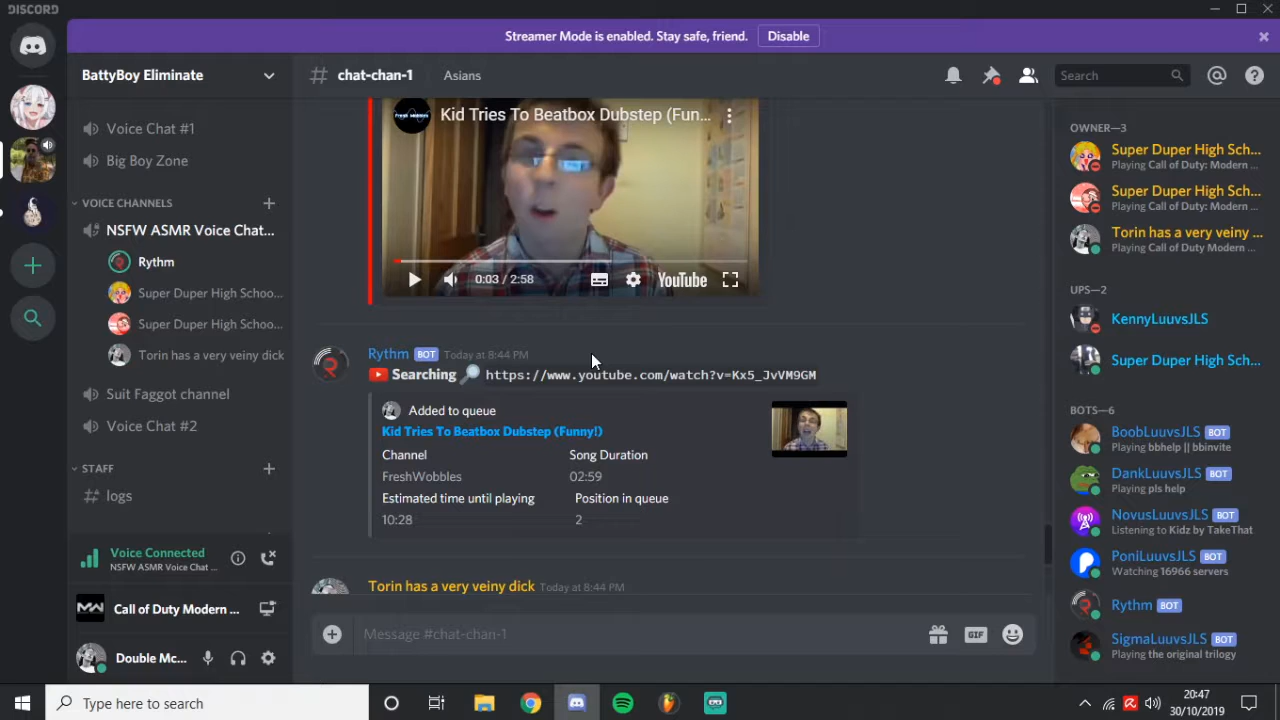 DISCORD
Streamer Mode is enabled. Stay safe, friend.
Disable
BattyBoy Eliminate
# chat-chan-1
Asians
Search
Voice Chat #1
Big Boy Zone
VOICE CHANNELS
NSFW ASMR Voice Chat...
Rythm
Super Duper High Schoo...
Super Duper High Schoo...
Torin has a very veiny dick
Suit Faggot channel
Voice Chat #2
STAFF
# logs
Voice Connected
NSFW ASMR Voice Chat ...
Call of Duty Modern ...
Double Mc...
Kid Tries To Beatbox Dubstep (Fun...
0:03 / 2:58
YouTube
Rythm BOT Today at 8:44 PM
Searching https://www.youtube.com/watch?v=Kx5_JvVM9GM
Added to queue
Kid Tries To Beatbox Dubstep (Funny!)
Channel
Song Duration
FreshWobbles
02:59
Estimated time until playing
Position in queue
10:28
2
Torin has a very veiny dick Today at 8:44 PM
Message #chat-chan-1
GIF
OWNER—3
Super Duper High Sch...
Playing Call of Duty: Modern ...
Super Duper High Sch...
Playing Call of Duty: Modern ...
Torin has a very veiny ...
Playing Call of Duty Modern ...
UPS—2
KennyLuuvsJLS
Super Duper High Sch...
BOTS—6
BoobLuuvsJLS BOT
Playing bbhelp || bbinvite
DankLuuvsJLS BOT
Playing pls help
NovusLuuvsJLS BOT
Listening to Kidz by TakeThat
PoniLuuvsJLS BOT
Watching 16966 servers
Rythm BOT
SigmaLuuvsJLS BOT
Playing the original trilogy
Type here to search
20:47
30/10/2019